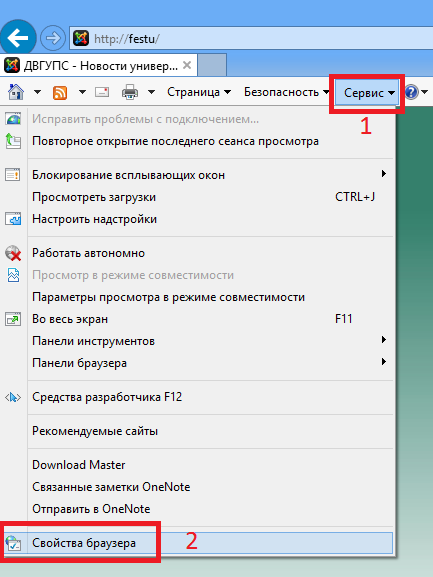 http://festu/
ДВГУПС - Новости универ...
Страница Безопасность Сервис
1
Исправить проблемы с подключением...
Повторное открытие последнего сеанса просмотра
Блокирование всплывающих окон
Просмотреть загрузки CTRL+J
Настроить надстройки
Работать автономно
Просмотр в режиме совместимости
Параметры просмотра в режиме совместимости
Во весь экран F11
Панели инструментов
Панели браузера
Средства разработчика F12
Рекомендуемые сайты
Download Master
Связанные заметки OneNote
Отправить в OneNote
Свойства браузера 2